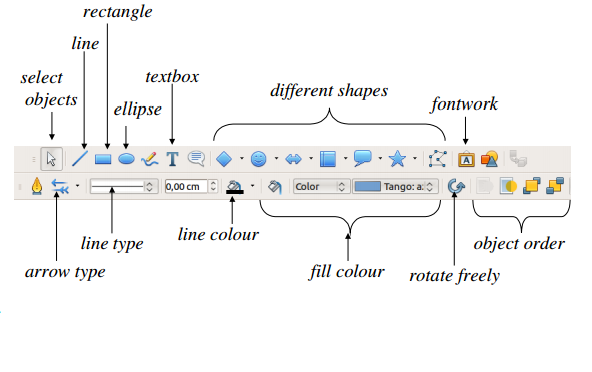 rectangle
line
select
objects
textbox
ellipse
different shapes
fontwork
T
A
0,00 cm
Color
Tango: a:
line type
line colour
object order
arrow type
fill colour
rotate freely